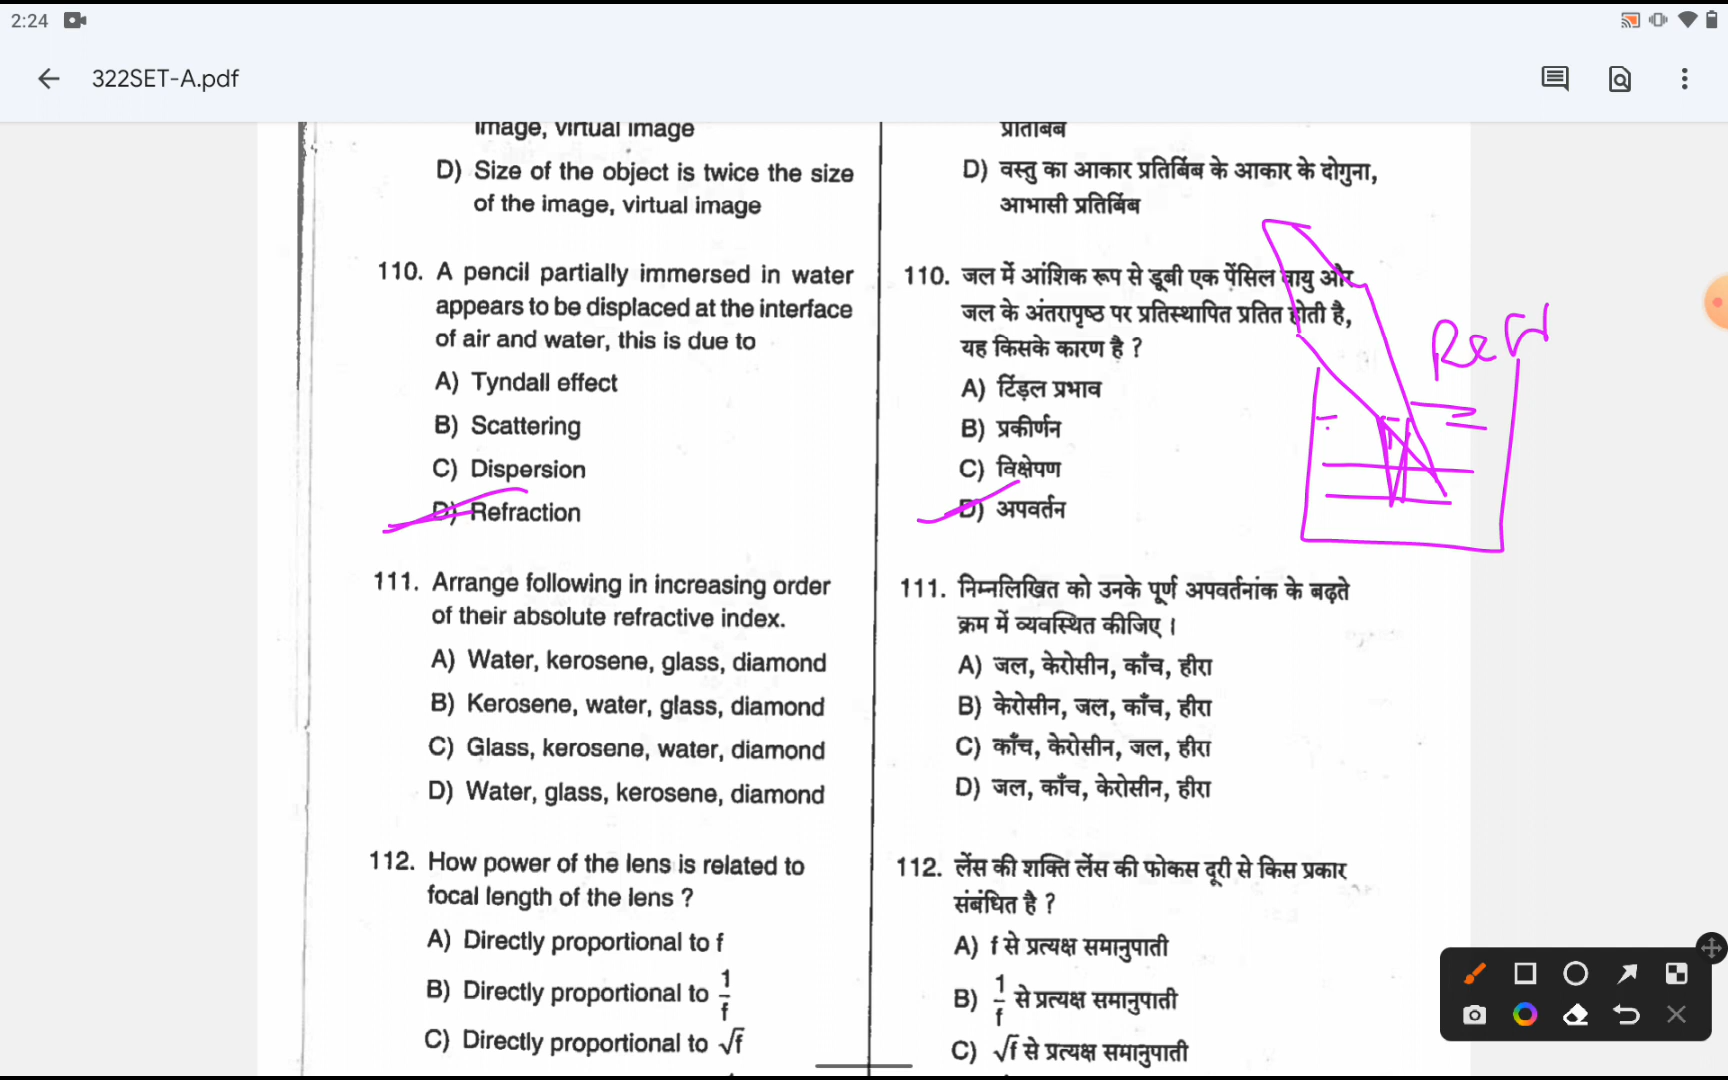 2:24
322SET-A.pdf
image, virtual image
D) Size of the object is twice the size
of the image, virtual image
110. A pencil partially immersed in water
appears to be displaced at the interface
of air and water, this is due to
A) Tyndall effect
B) Scattering
C) Dispersion
D) Refraction
111. Arrange following in increasing order
of their absolute refractive index.
A) Water, kerosene, glass, diamond
B) Kerosene, water, glass, diamond
C) Glass, kerosene, water, diamond
D) Water, glass, kerosene, diamond
112. How power of the lens is related to
focal length of the lens ?
A) Directly proportional to f
B) Directly proportional to 1/f
C) Directly proportional to √f
प्रतिबिंब
D) वस्तु का आकार प्रतिबिंब के आकार के दोगुना,
आभासी प्रतिबिंब
110. जल में आंशिक रूप से डूबी एक पेंसिल वायु और
जल के अंतरापृष्ठ पर प्रतिस्थापित प्रतित होती है,
यह किसके कारण है ?
A) टिंड्रल प्रभाव
B) प्रकीर्णन
C) विक्षेपण
D) अपवर्तन
111. निम्नलिखित को उनके पूर्ण अपवर्तनांक के बढ़ते
क्रम में व्यवस्थित कीजिए ।
A) जल, केरोसीन, काँच, हीरा
B) केरोसीन, जल, काँच, हीरा
C) काँच, केरोसीन, जल, हीरा
D) जल, काँच, केरोसीन, हीरा
112. लेंस की शक्ति लेंस की फोकस दूरी से किस प्रकार
संबंधित है ?
A) f से प्रत्यक्ष समानुपाती
B) 1/f से प्रत्यक्ष समानुपाती
C) √f से प्रत्यक्ष समानुपाती